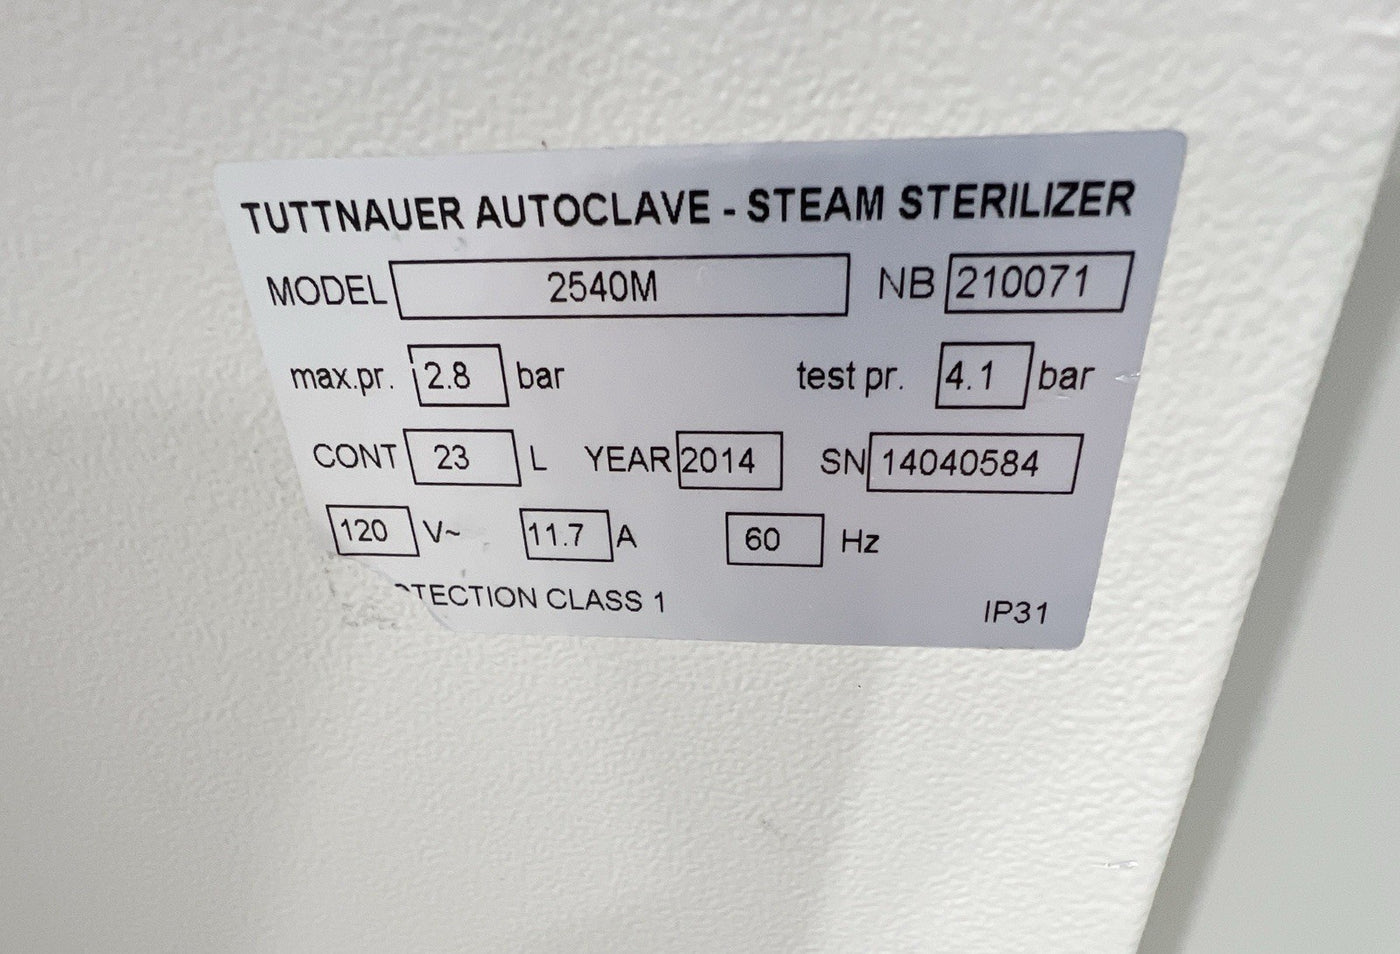 TUTTNAUER AUTOCLAVE - STEAM STERILIZER
MODEL 2540M NB 210071
max.pr. 2.8 bar test pr. 4.1 bar
CONT 23 L YEAR 2014 SN 14040584
120 V~ 11.7 A 60 Hz
TECTION CLASS 1 IP31